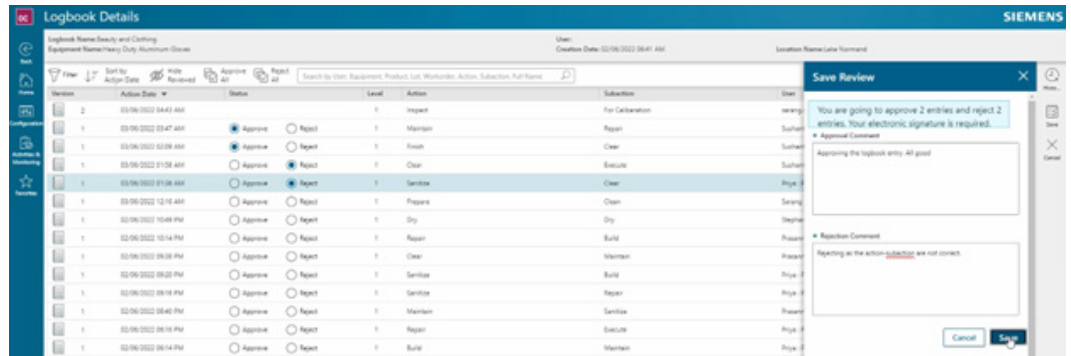 OC Logbook Details SIEMENS
Logbook Name: Beauty and Clothing User:
Equipment Name: Heavy Duty Aluminum Gloves Creation Date: 02/06/2022 06:41 AM Location Name: Lake Normand
Back
Home
Configuration
Activities & Monitoring
Favorites
Filter Sort by Action Date Hide Reviewed Approve All Reject All Search by User, Equipment, Product, Lot, Workorder, Action, Subaction, Full Name
Version Action Date Status Level Action Subaction User
2 03/06/2022 04:43 AM 1 Inspect For Caliberation
1 03/06/2022 03:47 AM Approve Reject 1 Maintain Repair
1 03/06/2022 02:09 AM Approve Reject 1 Finish Clear
1 03/06/2022 01:58 AM Approve Reject 1 Clear Execute
1 03/06/2022 01:38 AM Approve Reject 1 Sanitize Clear
1 03/06/2022 12:16 AM Approve Reject 1 Prepare Clean
1 02/06/2022 10:49 PM Approve Reject 1 Dry Dry
1 02/06/2022 10:14 PM Approve Reject 1 Repair Build
1 02/06/2022 09:38 PM Approve Reject 1 Clear Maintain
1 02/06/2022 09:20 PM Approve Reject 1 Sanitize Build
1 02/06/2022 09:16 PM Approve Reject 1 Sanitize Repair
1 02/06/2022 08:40 PM Approve Reject 1 Maintain Sanitize
1 02/06/2022 06:16 PM Approve Reject 1 Repair Execute
1 02/06/2022 06:14 PM Approve Reject 1 Build Maintain
Save Review
You are going to approve 2 entries and reject 2
entries. Your electronic signature is required.
Approval Comment
Approving the logbook entry. All good
Rejection Comment
Rejecting as the action-subaction are not correct.
Cancel Save
Save
Cancel